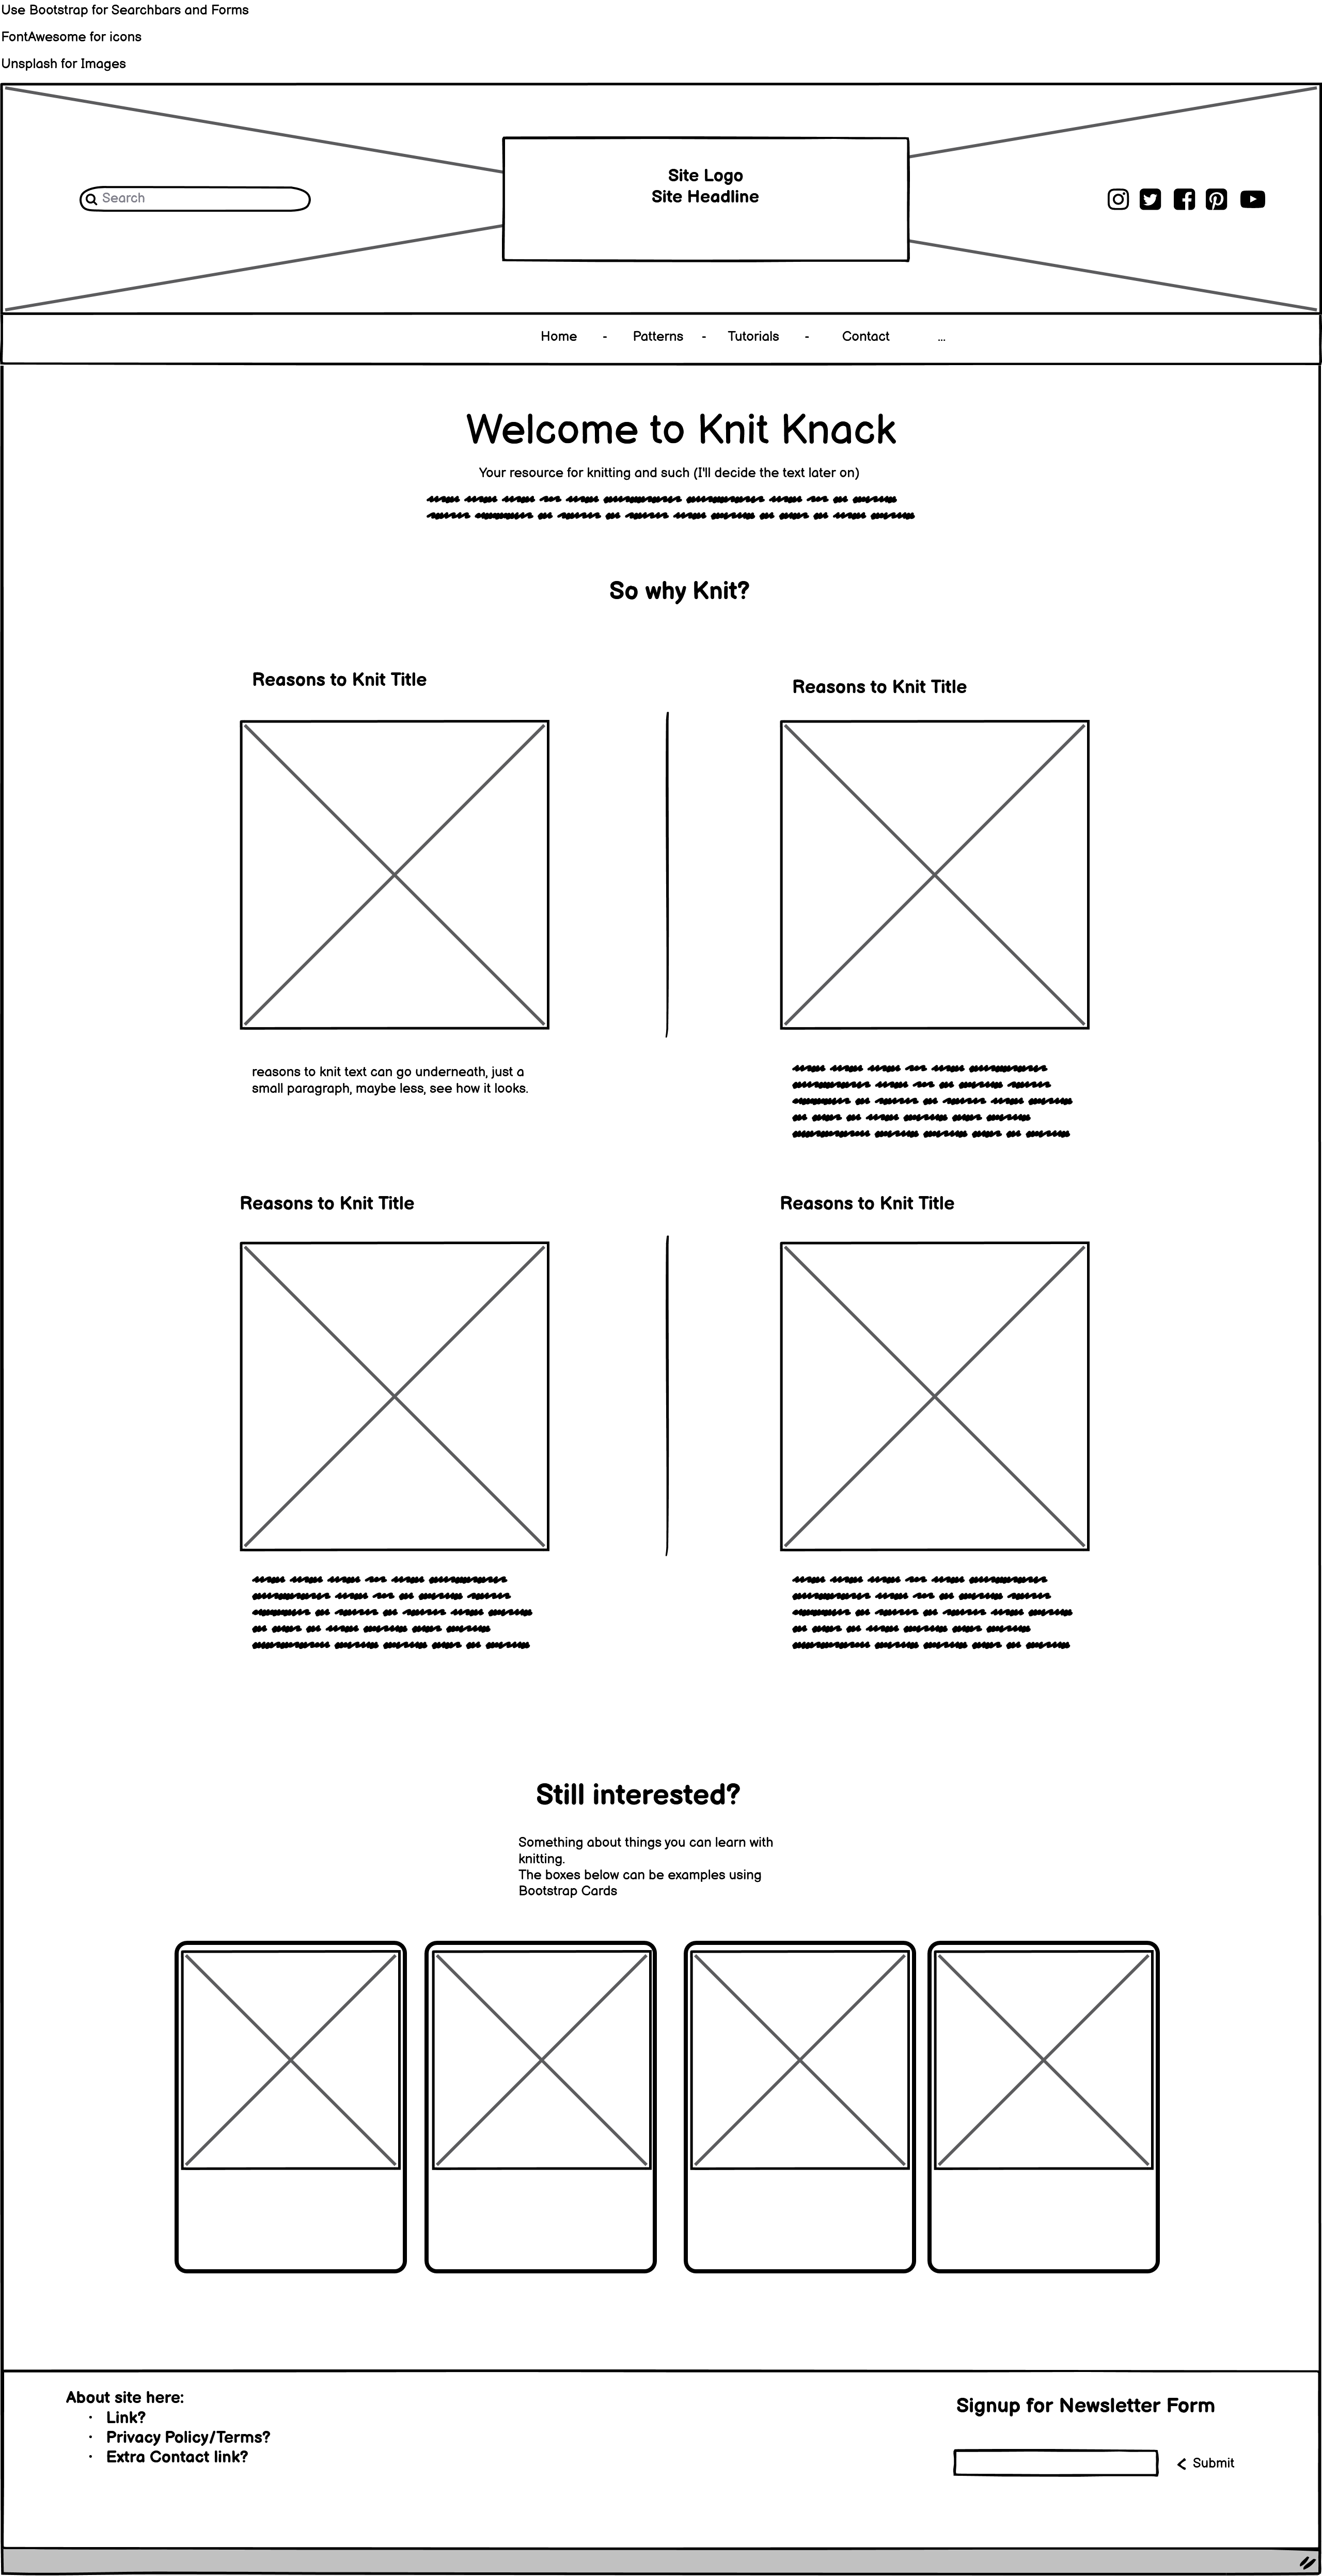 Use Bootstrap for Searchbars and Forms
FontAwesome for icons
Unsplash for Images
Search
Site Logo
Site Headline
Home - Patterns - Tutorials - Contact ...
Welcome to Knit Knack
Your resource for knitting and such (I'll decide the text later on)
So why Knit?
Reasons to Knit Title
Reasons to Knit Title
reasons to knit text can go underneath, just a
small paragraph, maybe less, see how it looks.
Reasons to Knit Title
Reasons to Knit Title
Still interested?
Something about things you can learn with
knitting.
The boxes below can be examples using
Bootstrap Cards
About site here:
• Link?
• Privacy Policy/Terms?
• Extra Contact link?
Signup for Newsletter Form
< Submit